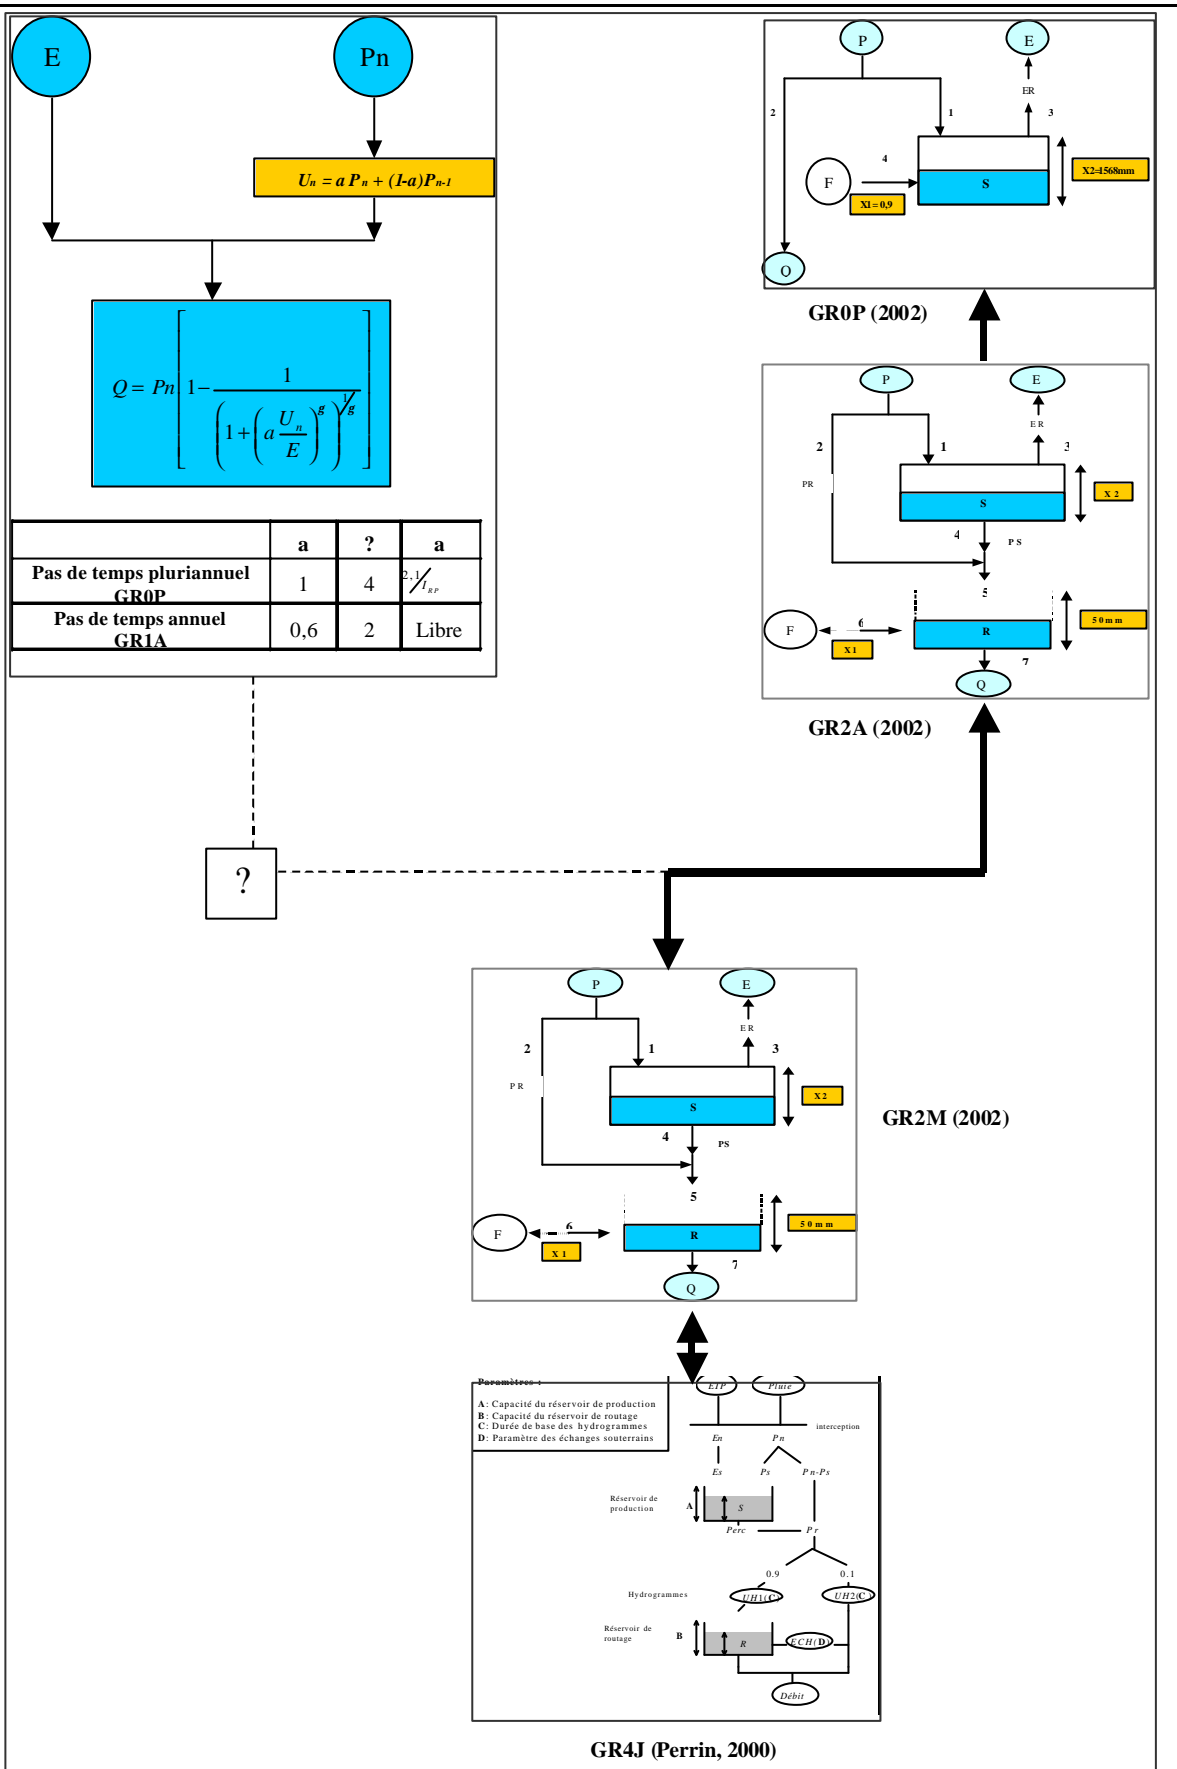 E
Pn
Un = a Pn + (1-a)Pn-1
Q = Pn[1- 1 / (1+(a Un/E)^g)^1/g]
a ? a
Pas de temps pluriannuel GR0P 1 4 2,1/IRP
Pas de temps annuel GR1A 0,6 2 Libre
?
P
E
ER
2
1
3
4
F
S
X1= 0,9
X2=1568mm
Q
GR0P (2002)
P
E
ER
2
1
3
PR
S
X 2
4
PS
5
F
6
X 1
R
50mm
7
Q
GR2A (2002)
P
E
ER
2
1
3
PR
S
X 2
4
PS
5
F
6
X 1
R
50mm
7
Q
GR2M (2002)
Paramètres :
A: Capacité du réservoir de production
B: Capacité du réservoir de routage
C: Durée de base des hydrogrammes
D: Paramètre des échanges souterrains
ETP
Pluie
interception
En
Pn
Es
Ps
Pn-Ps
Réservoir de
production
A
S
Perc
Pr
0.9
0.1
Hydrogrammes
UH1(C)
UH2(C)
Réservoir de
routage
B
R
ECH(D)
Débit
GR4J (Perrin, 2000)